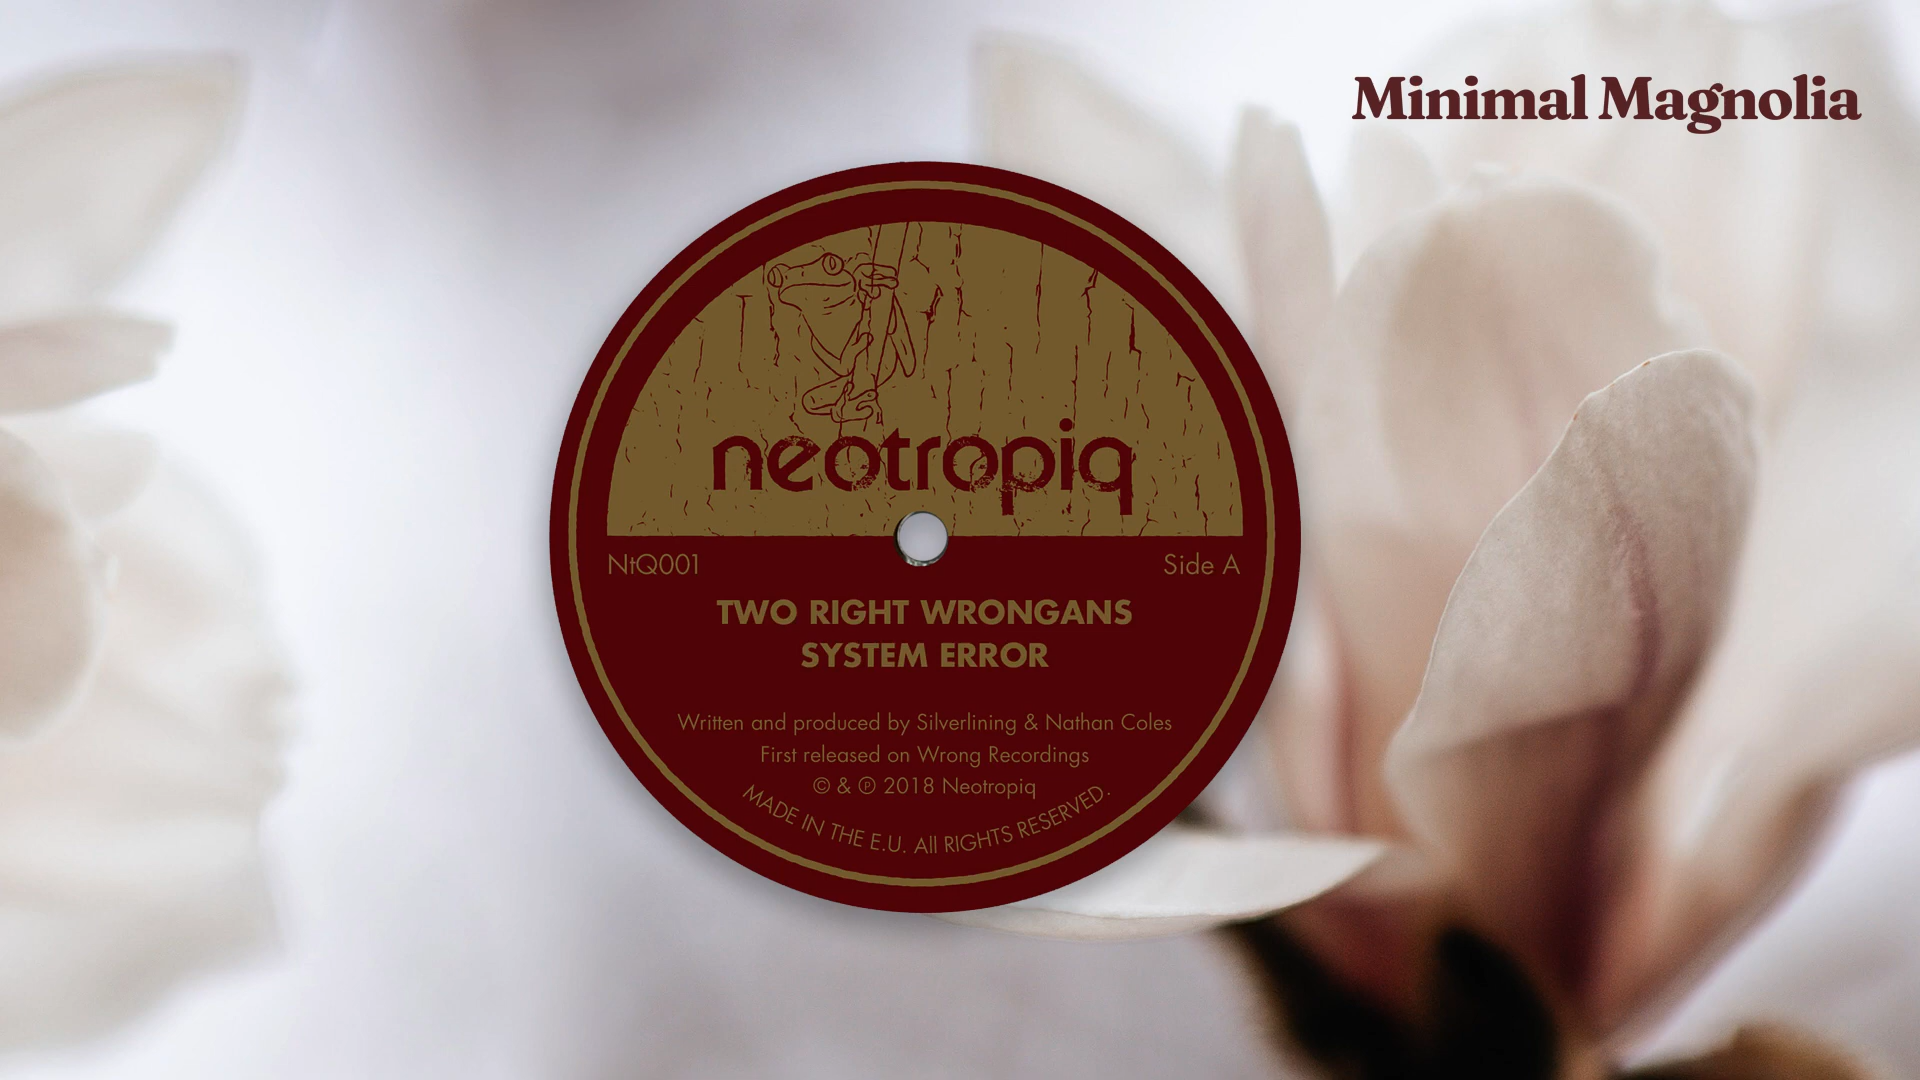 Minimal Magnolia
neotropiq
NtQ001
Side A
TWO RIGHT WRONGANS
SYSTEM ERROR
Written and produced by Silverlining & Nathan Coles
First released on Wrong Recordings
© & ℗ 2018 Neotropiq
MADE IN THE E.U. All RIGHTS RESERVED.